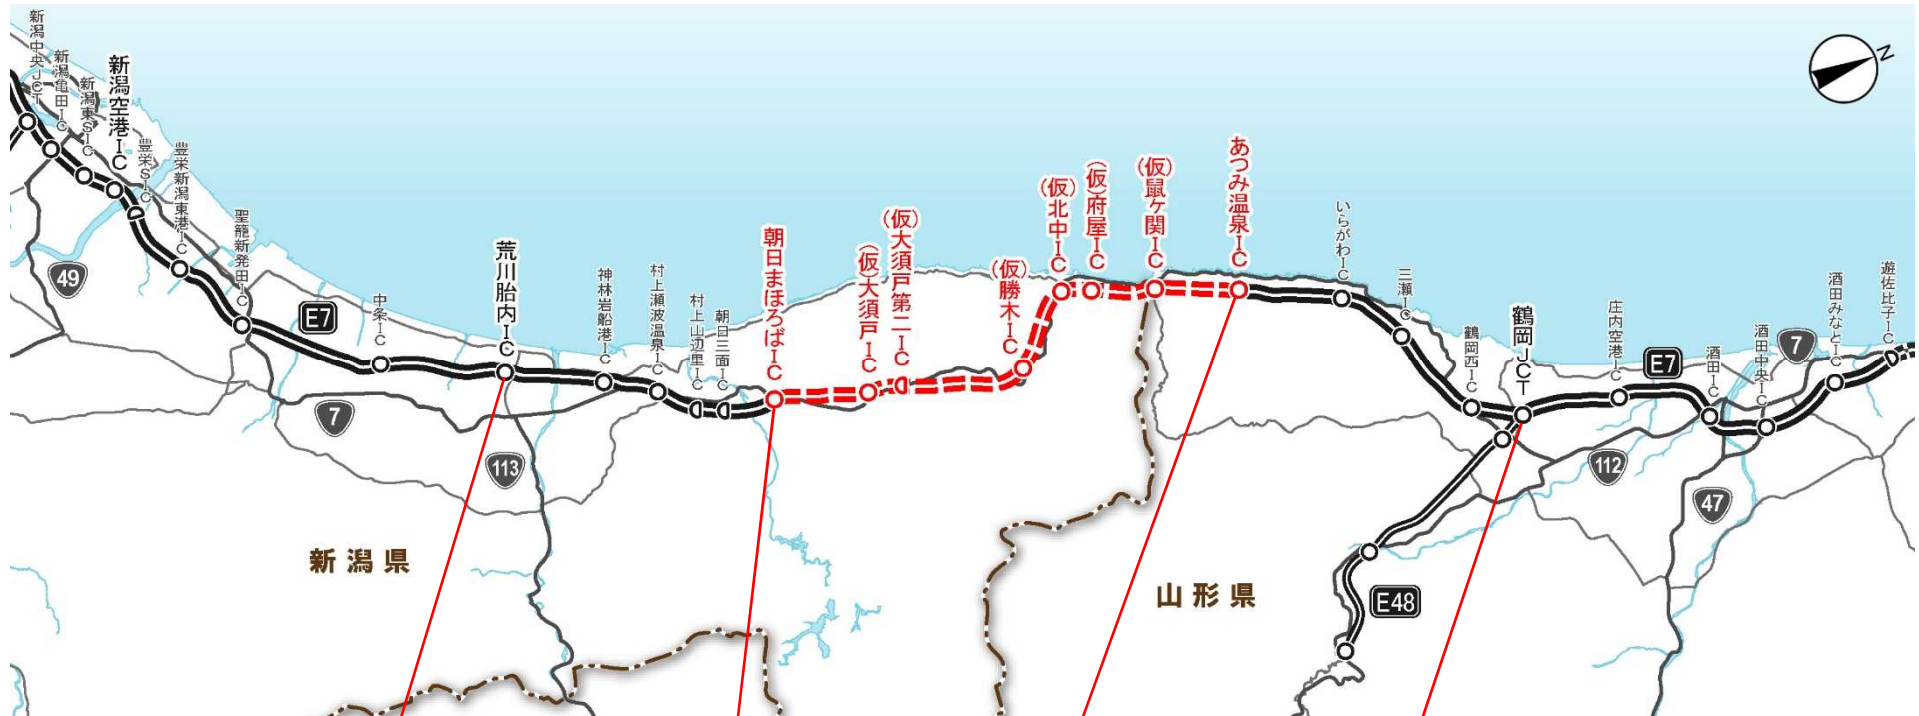 新潟中央JCT
新潟亀田IC
新潟東SIC
新潟空港IC
豊栄SIC
豊栄新潟東港IC
聖籠新発田IC
中条IC
荒川胎内IC
神林岩船港IC
村上瀬波温泉IC
村上山辺里IC
朝日三面IC
朝日まほろばIC
(仮)大須戸IC
(仮)大須戸第二IC
(仮)勝木IC
(仮)北中IC
(仮)府屋IC
(仮)鼠ヶ関IC
あつみ温泉IC
いらがわIC
三瀬IC
鶴岡西IC
鶴岡JCT
庄内空港IC
酒田IC
酒田中央IC
酒田みなとIC
遊佐比子IC
N
49
E7
7
113
E7
7
112
47
E48
新潟県
山形県